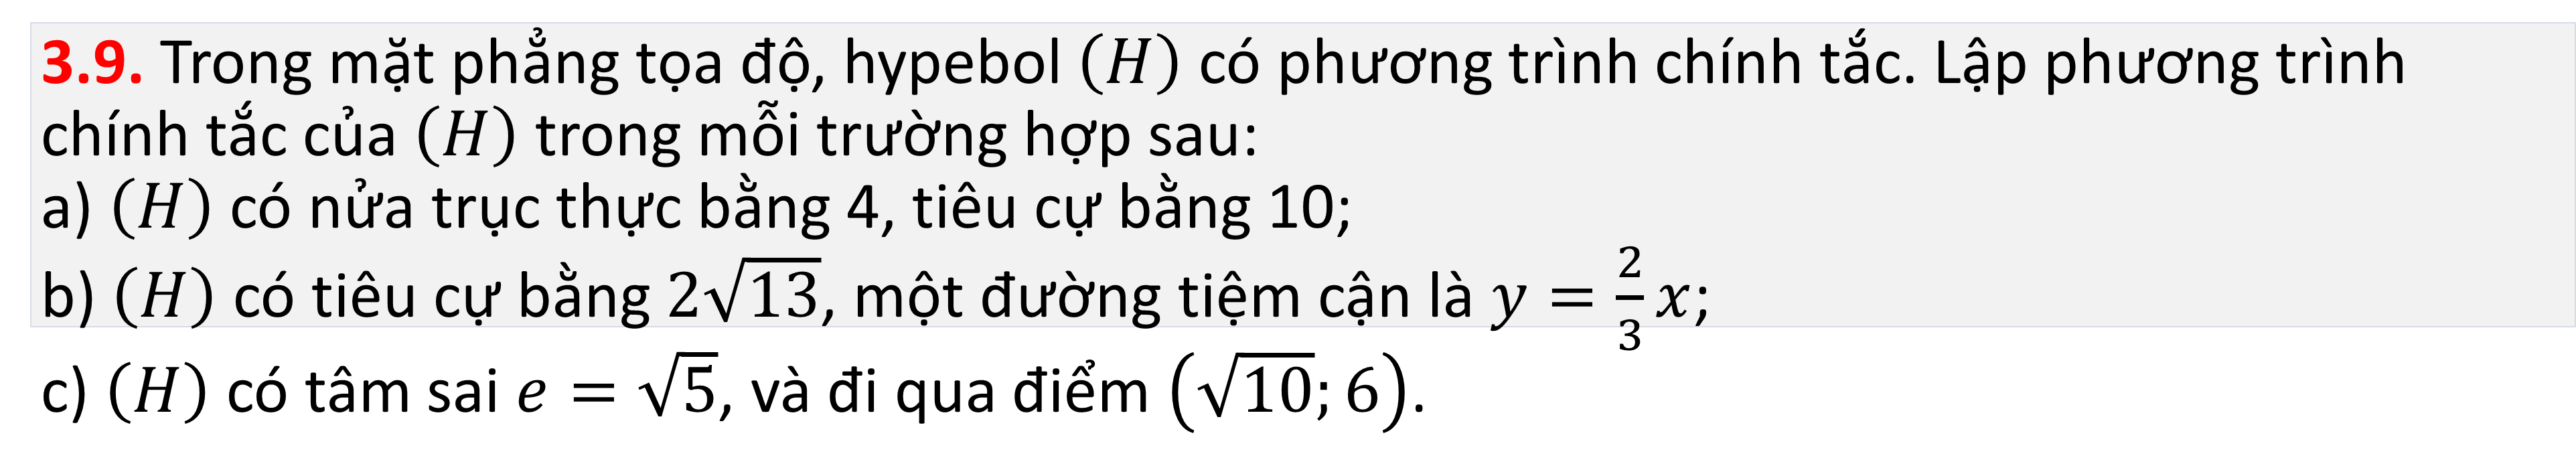 3.9. Trong mặt phẳng tọa độ, hypebol (H) có phương trình chính tắc. Lập phương trình
chính tắc của (H) trong mỗi trường hợp sau:
a) (H) có nửa trục thực bằng 4, tiêu cự bằng 10;
b) (H) có tiêu cự bằng 2√13, một đường tiệm cận là y = 2/3 x;
c) (H) có tâm sai e = √5, và đi qua điểm (√10; 6).